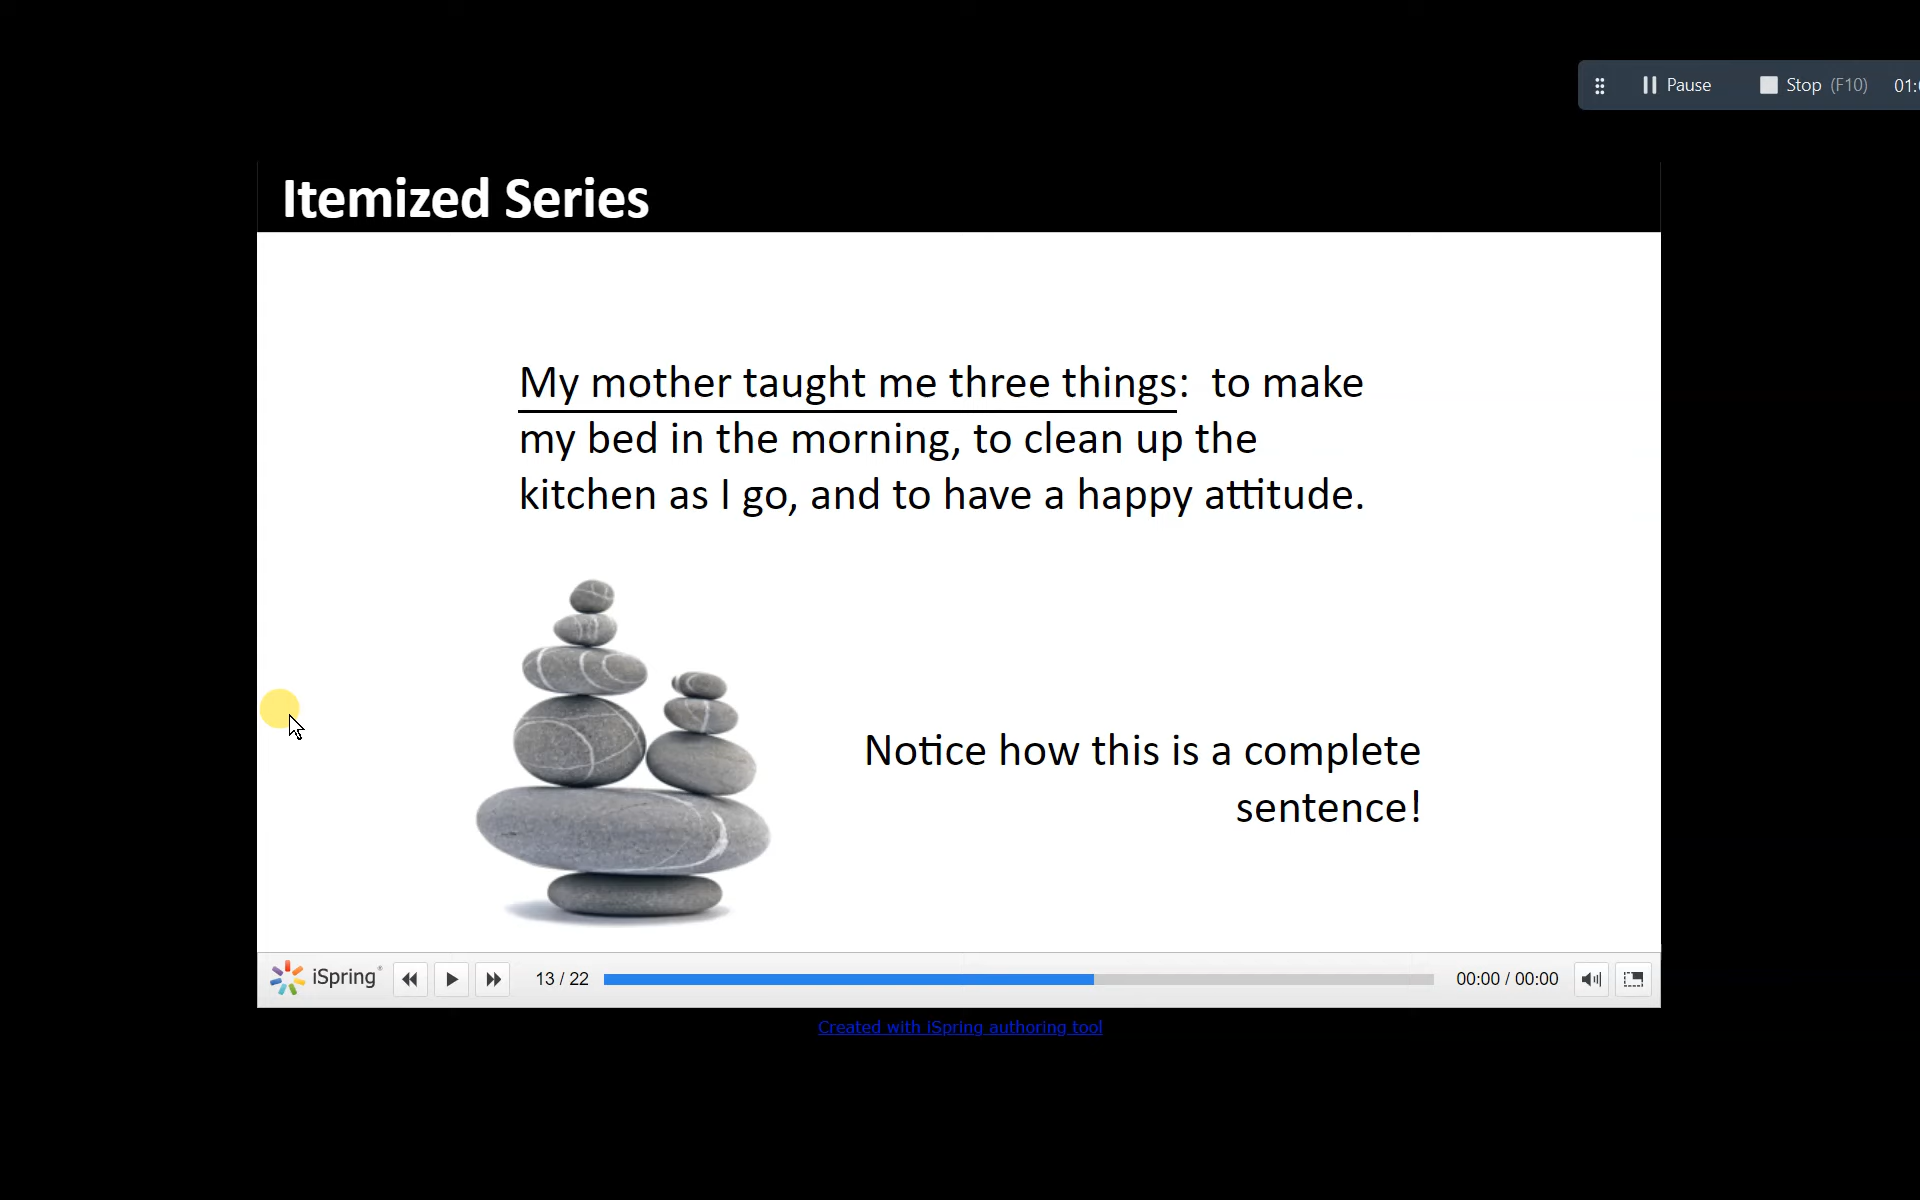 Pause Stop (F10)
Itemized Series
My mother taught me three things: to make
my bed in the morning, to clean up the
kitchen as I go, and to have a happy attitude.
Notice how this is a complete
sentence!
iSpring 13 / 22 00:00 / 00:00
Created with iSpring authoring tool